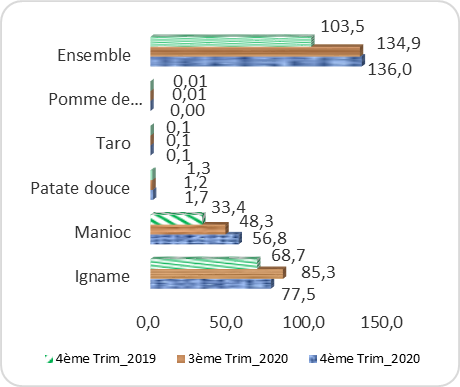 103,5
Ensemble
134,9
136,0
0,01
Pomme de...
0,01
0,00
0,1
Taro
0,1
0,1
1,3
Patate douce
1,2
1,7
33,4
Manioc
48,3
56,8
68,7
Igname
85,3
77,5
0,0 50,0 100,0 150,0
4ème Trim_2019 3ème Trim_2020 4ème Trim_2020